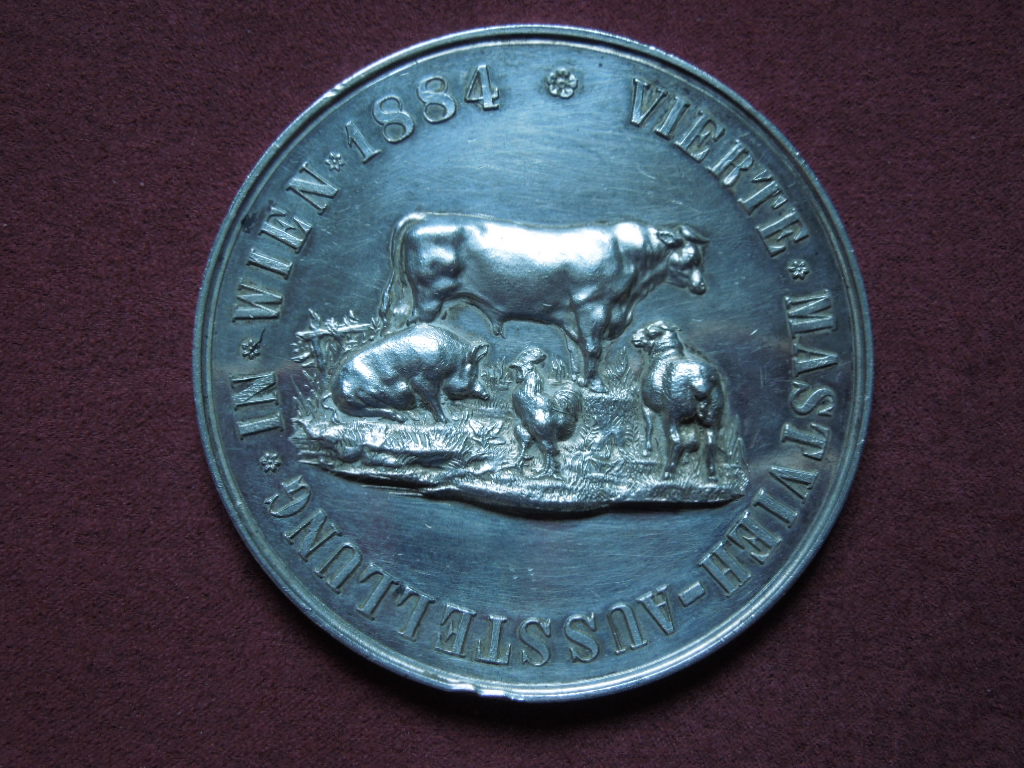 VIERTE * MASTVIEH-AUSSTELLUNG * IN * WIEN * 1884